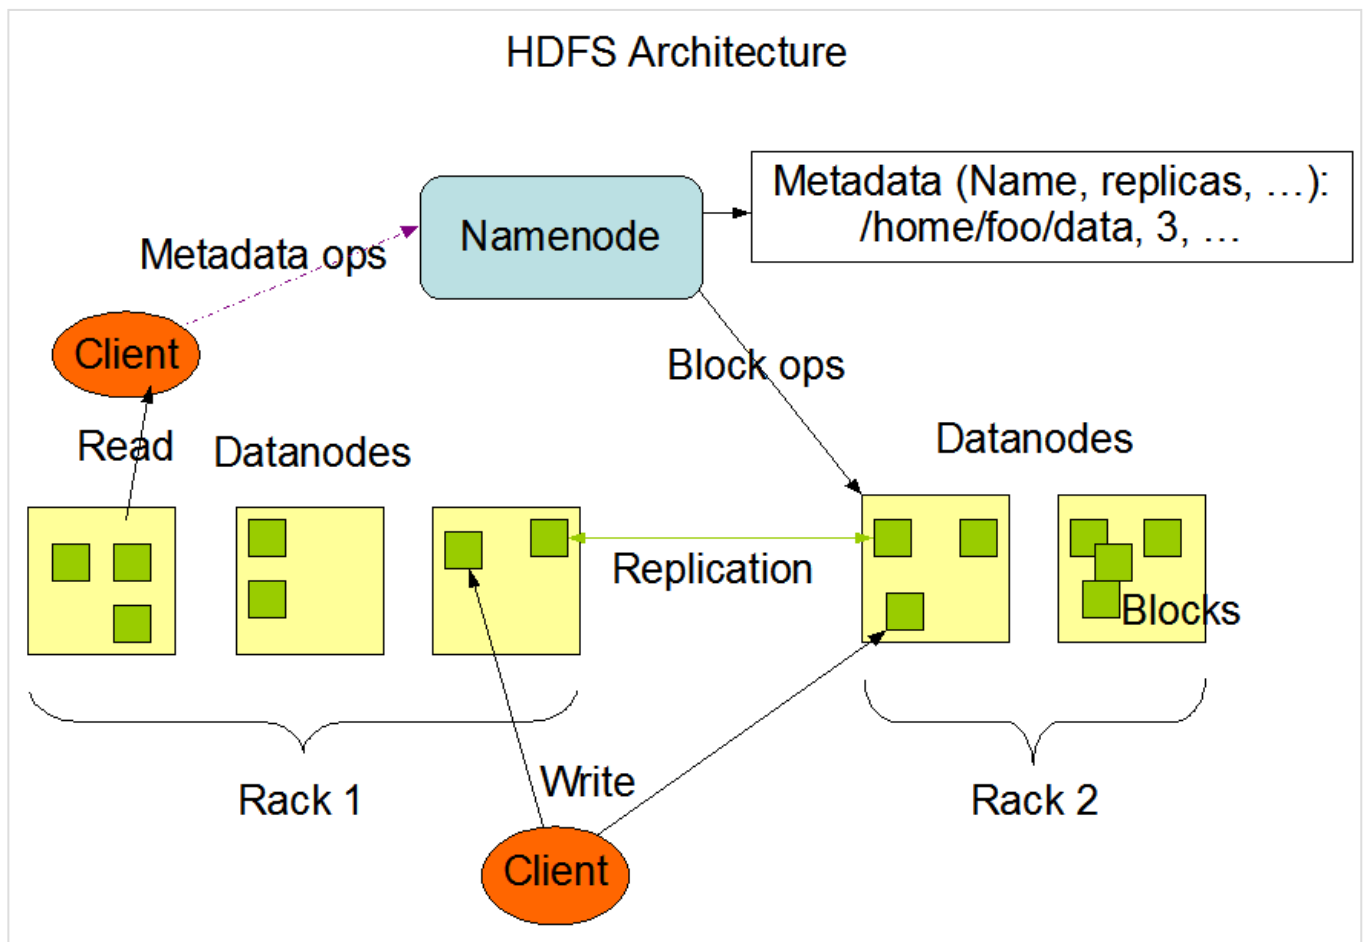 HDFS Architecture
Metadata (Name, replicas, …):
/home/foo/data, 3, …
Namenode
Metadata ops
Client
Block ops
Read
Datanodes
Datanodes
Replication
Blocks
Rack 1
Write
Rack 2
Client